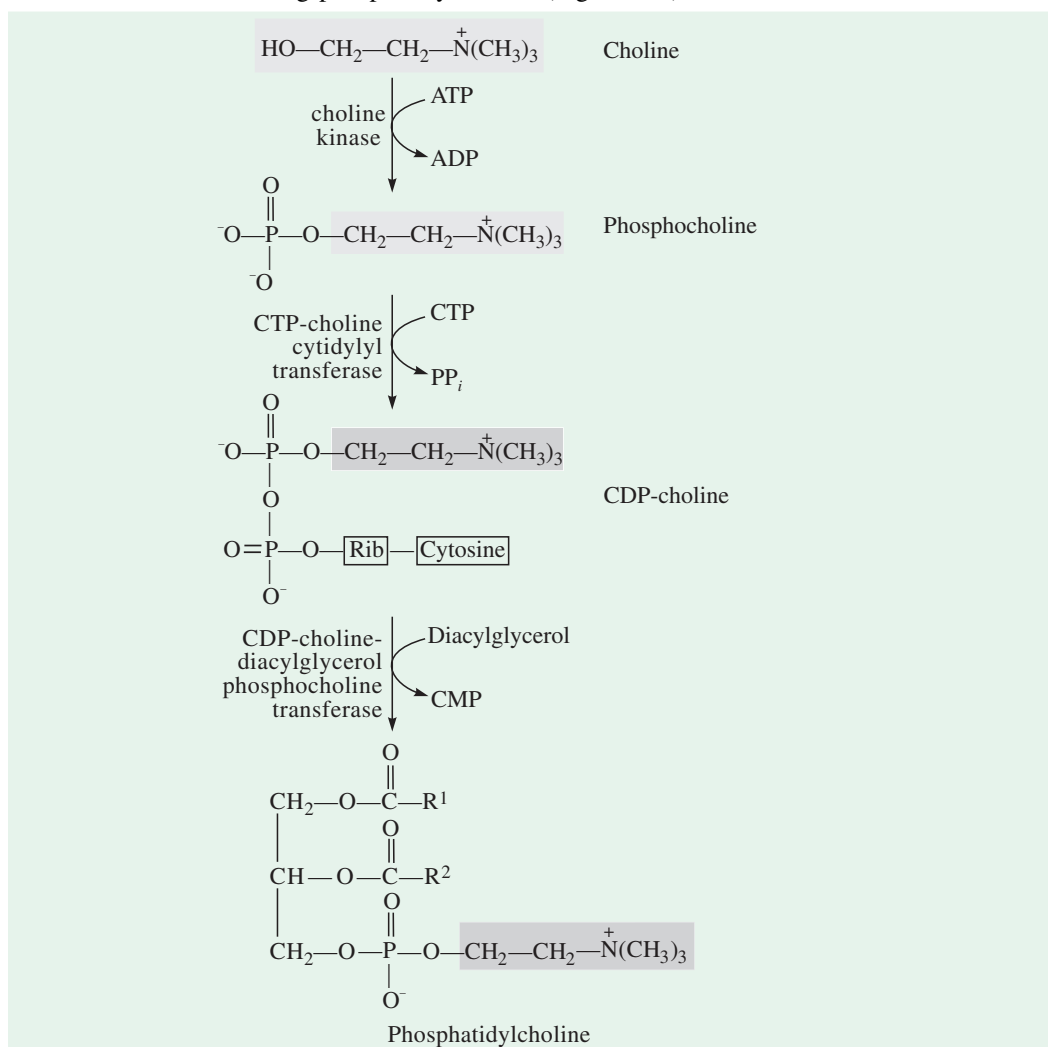 HO—CH₂—CH₂—N⁺(CH₃)₃ Choline
choline
kinase
ATP
ADP
O
‖
⁻O—P—O—CH₂—CH₂—N⁺(CH₃)₃ Phosphocholine
|
⁻O
CTP-choline
cytidylyl
transferase
CTP
PPᵢ
O
‖
⁻O—P—O—CH₂—CH₂—N⁺(CH₃)₃
|
O
CDP-choline
|
O=P—O—Rib—Cytosine
|
O⁻
CDP-choline-
diacylglycerol
phosphocholine
transferase
Diacylglycerol
CMP
O
‖
CH₂—O—C—R¹
O
‖
CH—O—C—R²
O
‖
CH₂—O—P—O—CH₂—CH₂—N⁺(CH₃)₃
|
O⁻
Phosphatidylcholine